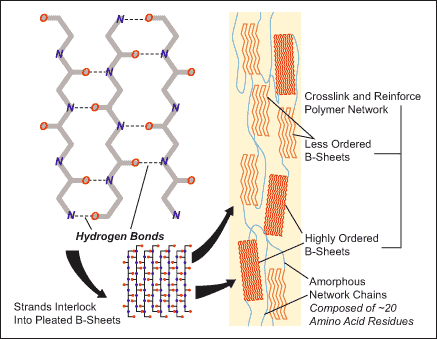 O
N
O
N
O
N
O
N
O
N
O
N
O
N
O
N
O
N
O
N
O
Hydrogen Bonds
Strands Interlock
Into Pleated B-Sheets
Crosslink and Reinforce
Polymer Network
Less Ordered
B-Sheets
Highly Ordered
B-Sheets
Amorphous
Network Chains
Composed of ~20
Amino Acid Residues